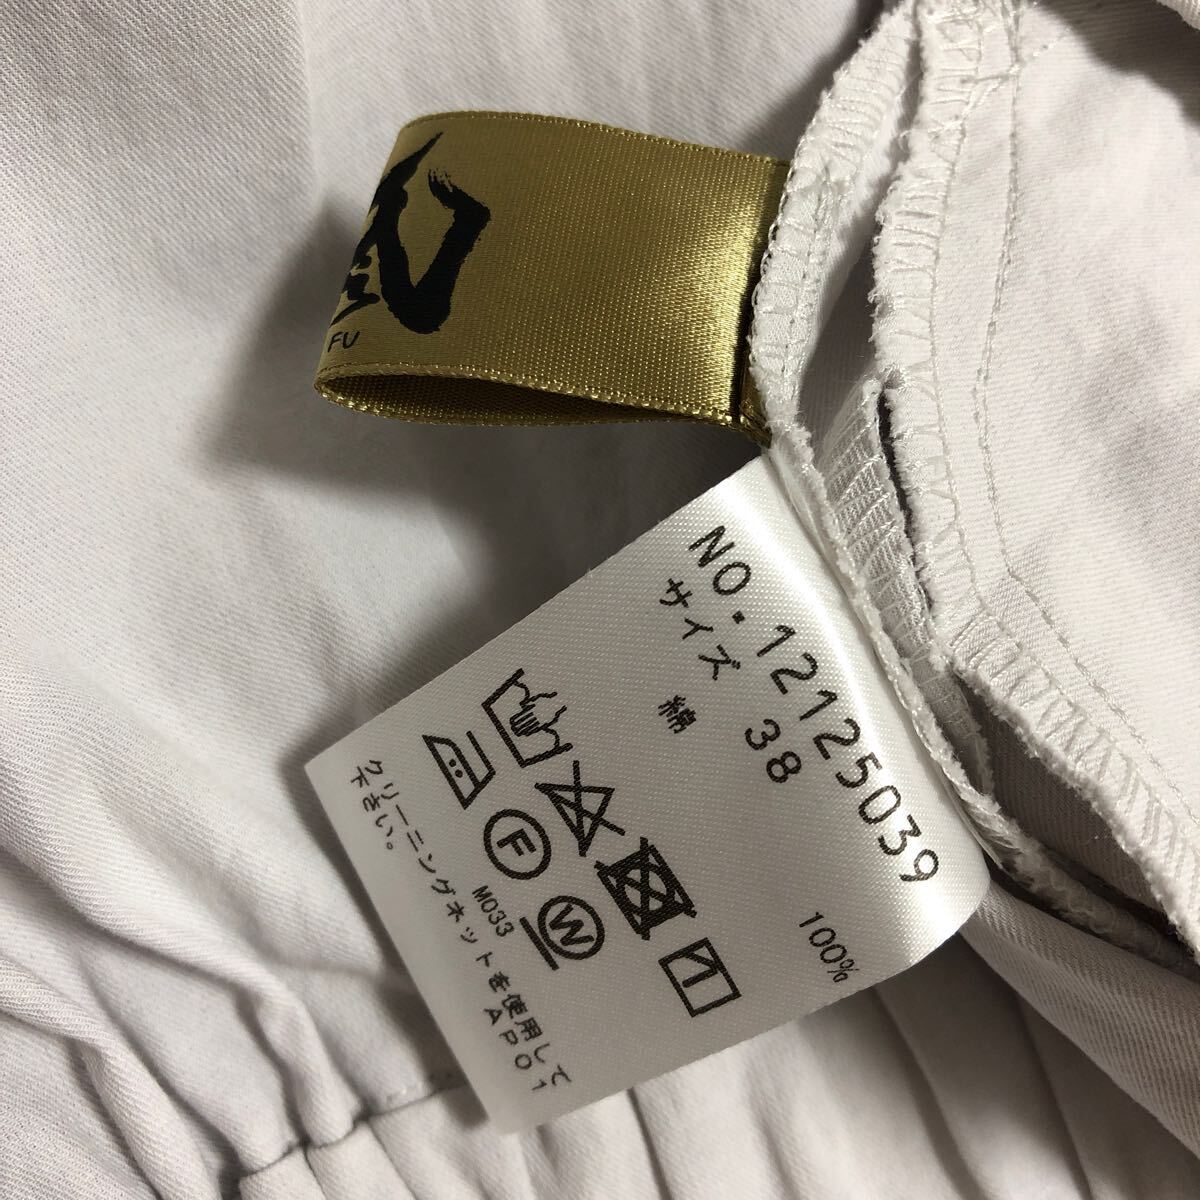 FU
NO.12125039
サイズ 38
綿 100%
F
W
M033
クリーニングネットを使用して
下さい。
AP01